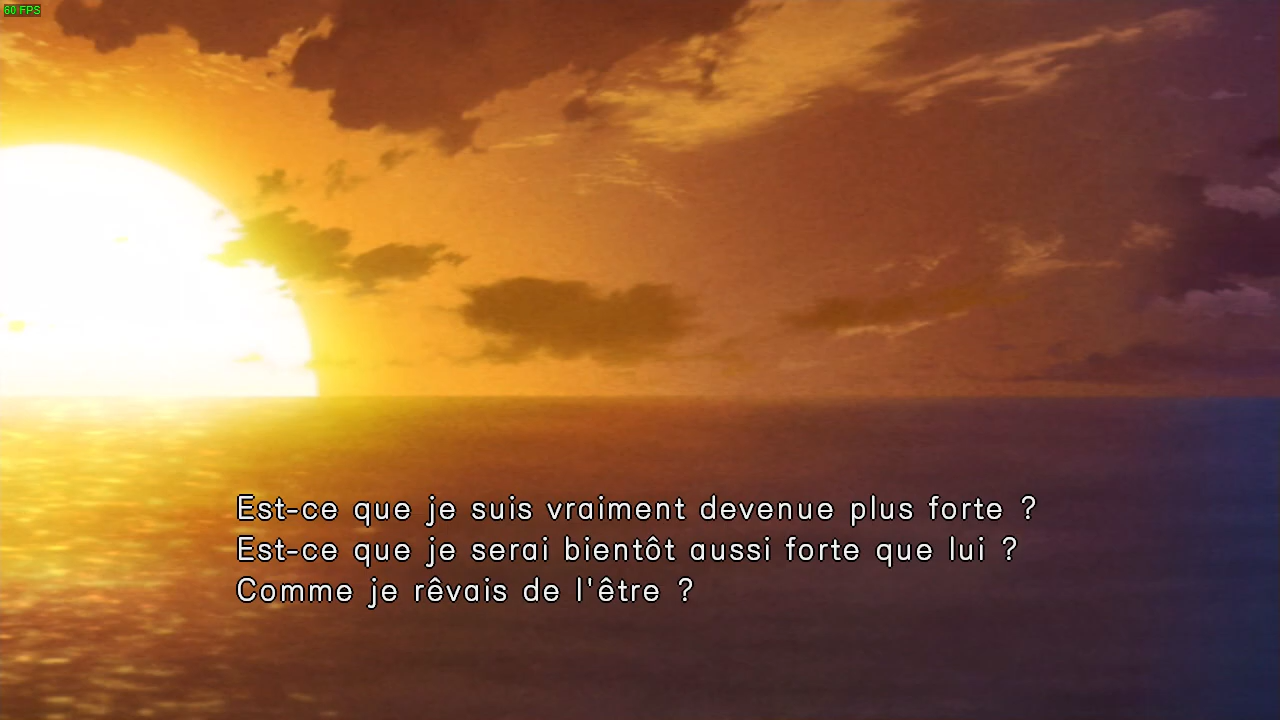 60 FPS
Est-ce que je suis vraiment devenue plus forte ?
Est-ce que je serai bientôt aussi forte que lui ?
Comme je rêvais de l'être ?